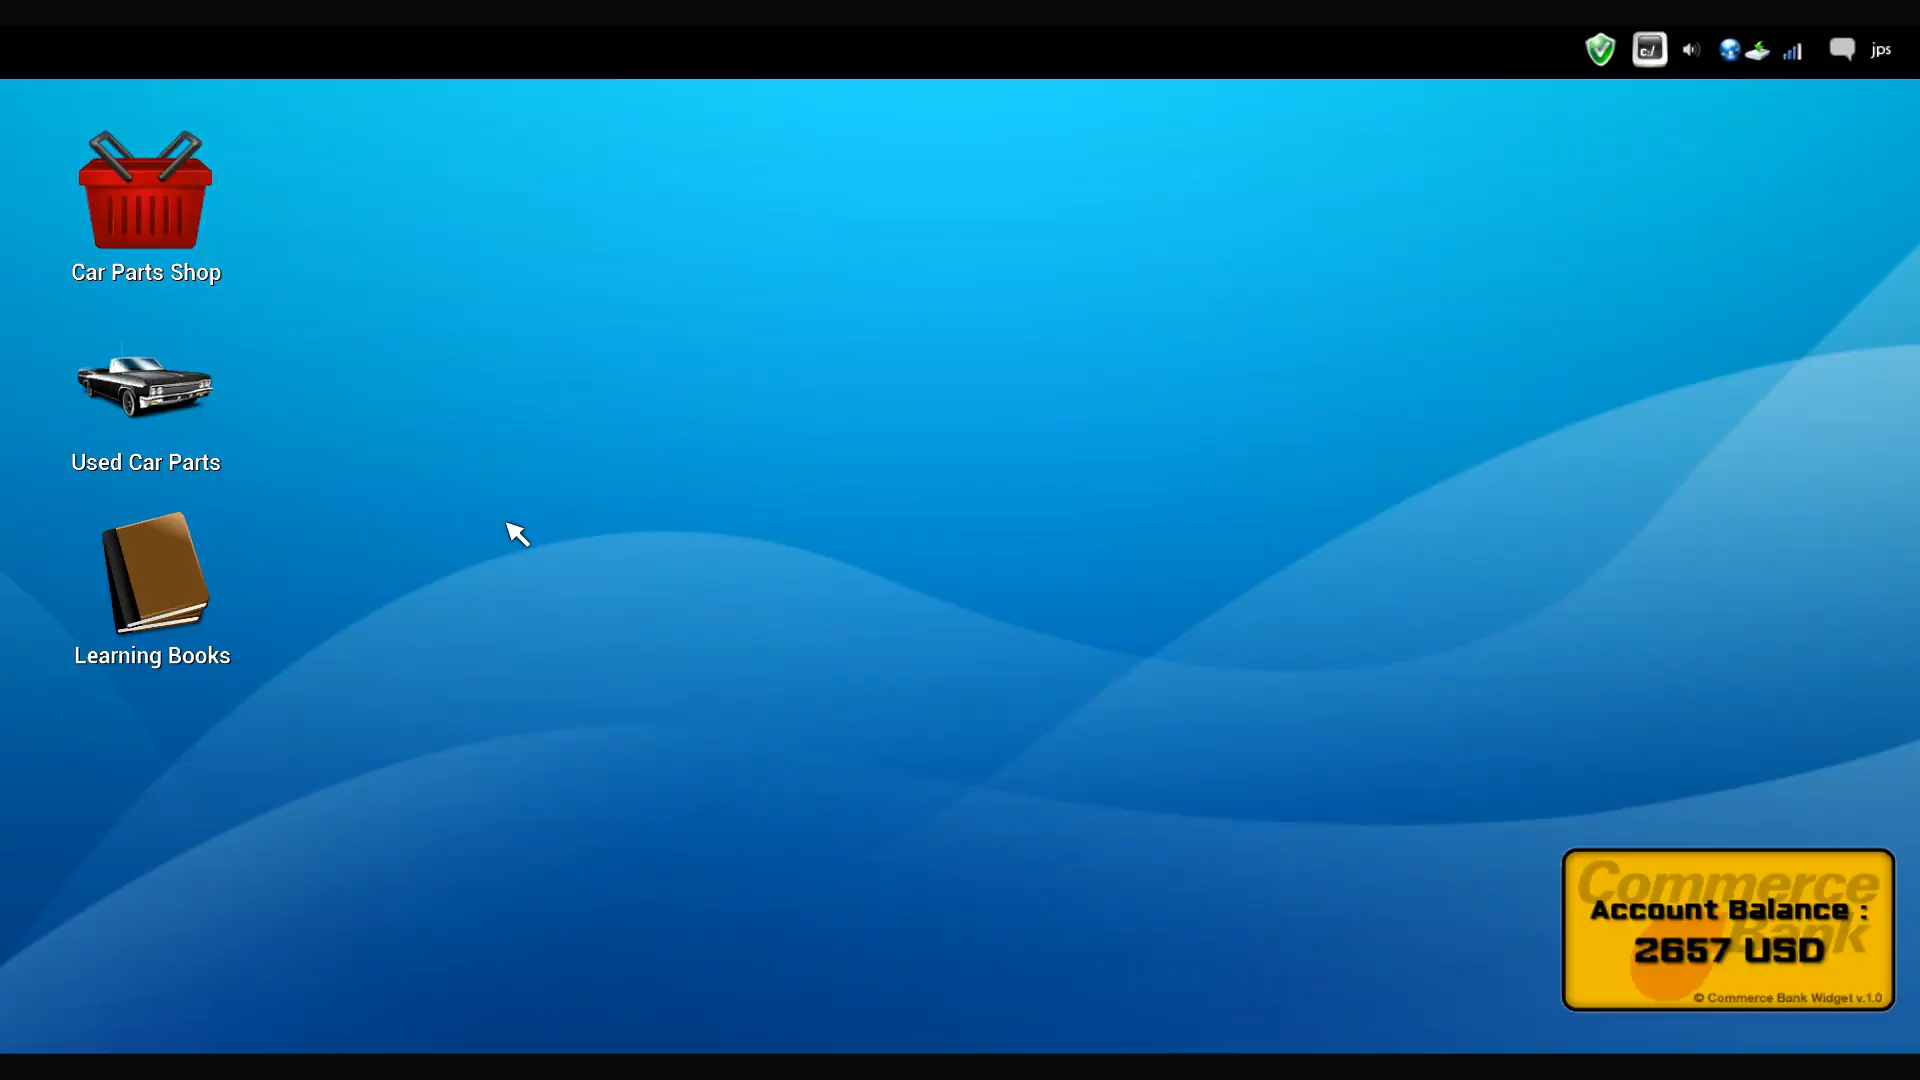 c:/
jps
Car Parts Shop
Used Car Parts
Learning Books
Commerce
Bank
Account Balance :
2657 USD
© Commerce Bank Widget v.1.0